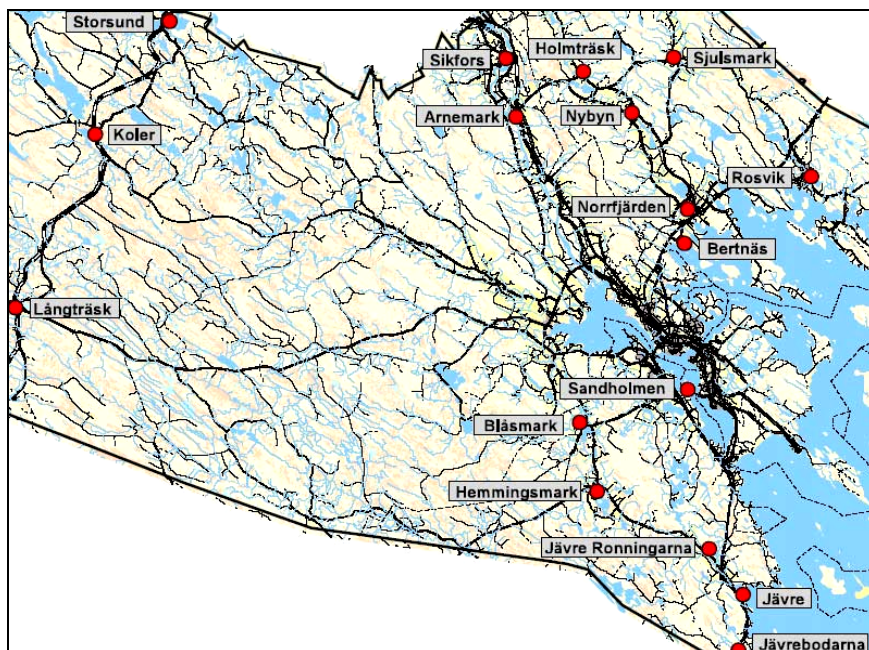 Storsund
Sikfors
Holmträsk
Sjulsmark
Arnemark
Nybyn
Koler
Rosvik
Norrfjärden
Bertnäs
Långträsk
Sandholmen
Blåsmark
Hemmingsmark
Jävre Ronningarna
Jävre
Jävrebodarna